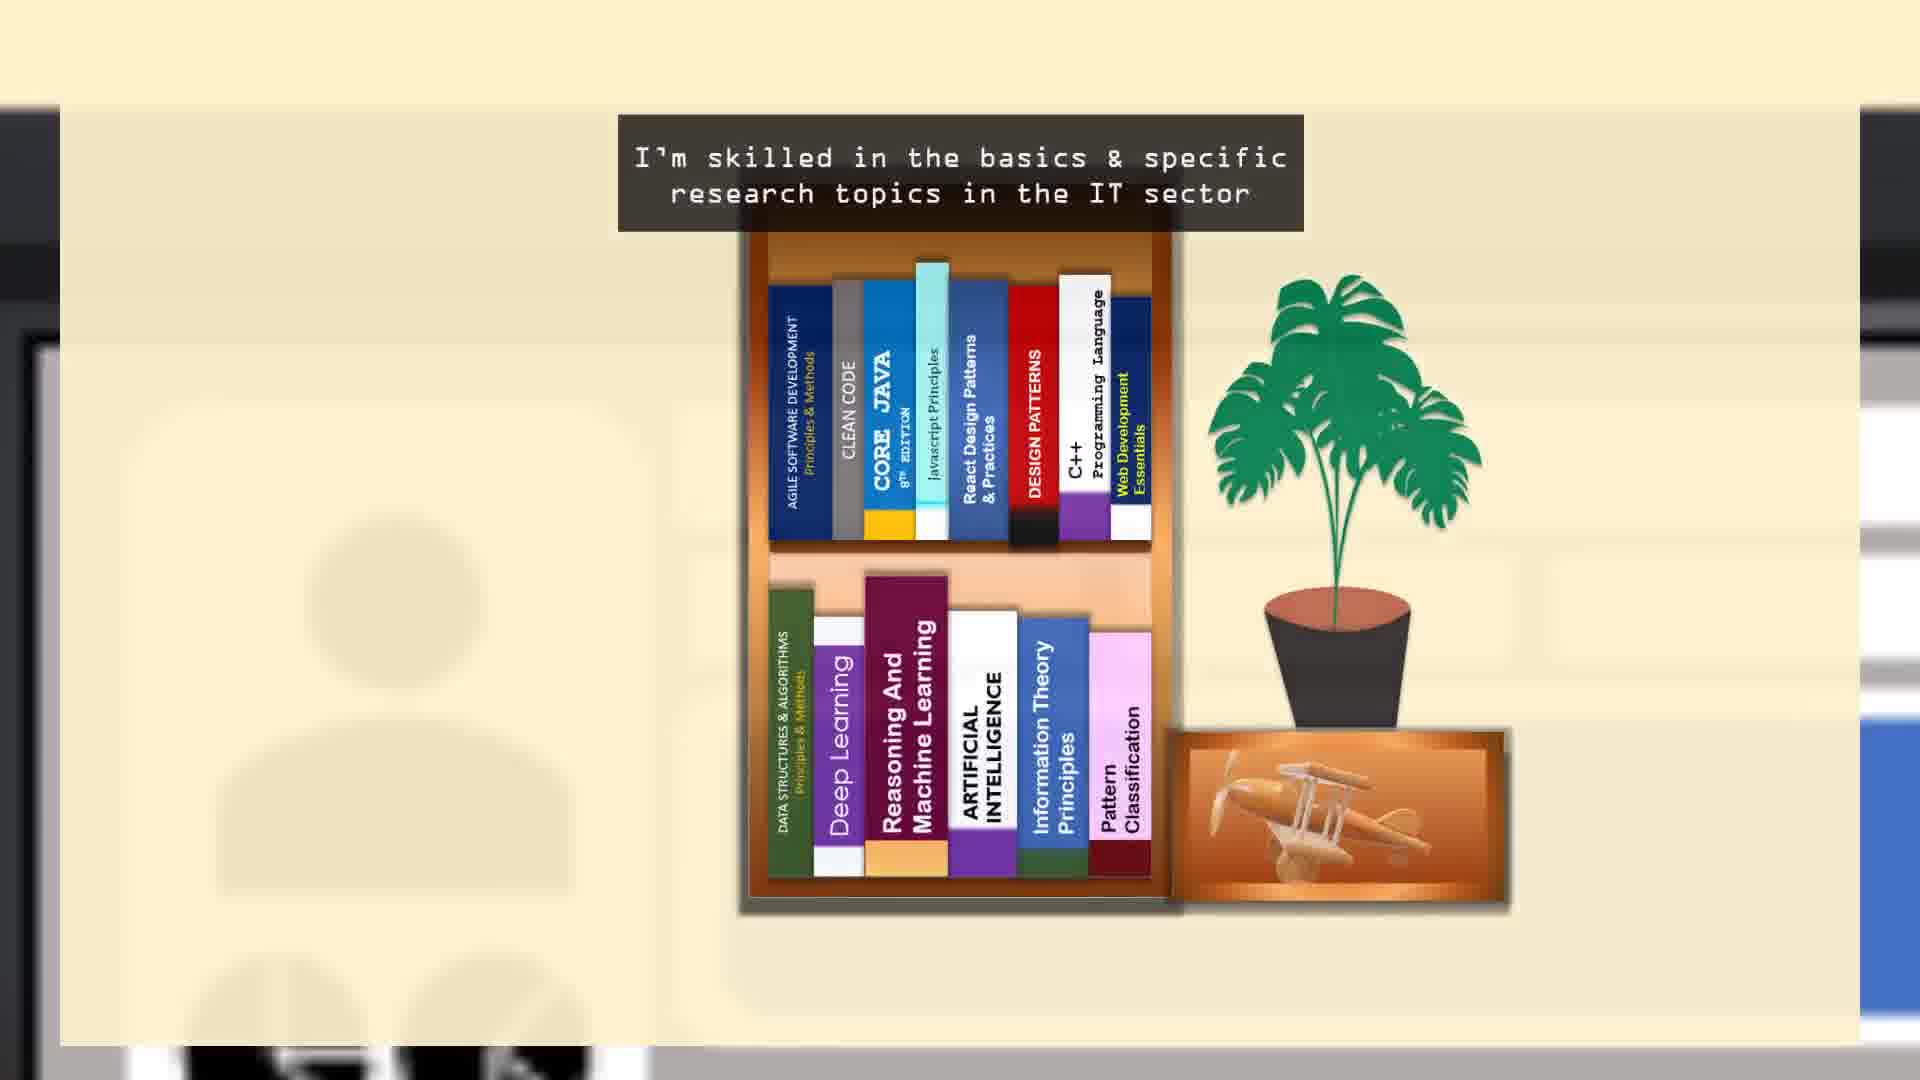 I'm skilled in the basics & specific
research topics in the IT sector
AGILE SOFTWARE DEVELOPMENT
Principles & Methods
CLEAN CODE
CORE JAVA
8TH EDITION
Javascript Principles
React Design Patterns
& Practices
DESIGN PATTERNS
C++
Programming Language
Web Development
Essentials
DATA STRUCTURES & ALGORITHMS
Principles & Methods
Deep Learning
Reasoning And
Machine Learning
ARTIFICIAL
INTELLIGENCE
Information Theory
Principles
Pattern
Classification